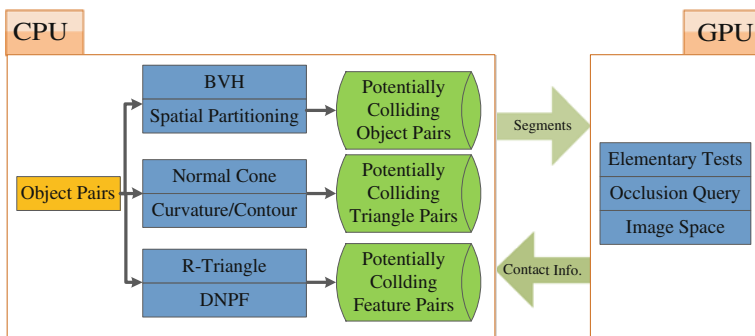 CPU
GPU
BVH
Spatial Partitioning
Potentially
Colliding
Object Pairs
Segments
Object Pairs
Normal Cone
Curvature/Contour
Potentially
Colliding
Triangle Pairs
Elementary Tests
Occlusion Query
Image Space
R-Triangle
DNPF
Potentially
Collding
Feature Pairs
Contact Info.